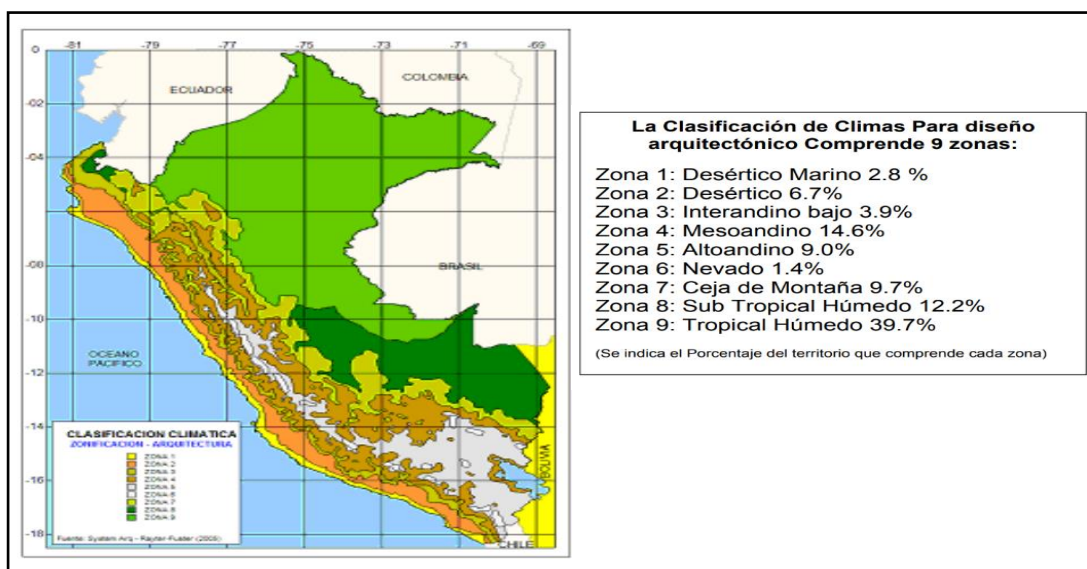 -81 -79 -77 -75 -73 -71 -69
0
COLOMBIA
ECUADOR
-02
-04
-08
BRASIL
-10
OCEANO
PACIFICO
-12
-14
CLASIFICACION CLIMATICA
ZONIFICACION - ARQUITECTURA
ZONA 1
ZONA 2
ZONA 3
ZONA 4
ZONA 5
ZONA 6
ZONA 7
ZONA 8
ZONA 9
BOLIVIA
-16
-18
Fuente: System Arq - Rayter-Fuster (2005)
CHILE
La Clasificación de Climas Para diseño
arquitectónico Comprende 9 zonas:
Zona 1: Desértico Marino 2.8 %
Zona 2: Desértico 6.7%
Zona 3: Interandino bajo 3.9%
Zona 4: Mesoandino 14.6%
Zona 5: Altoandino 9.0%
Zona 6: Nevado 1.4%
Zona 7: Ceja de Montaña 9.7%
Zona 8: Sub Tropical Húmedo 12.2%
Zona 9: Tropical Húmedo 39.7%
(Se indica el Porcentaje del territorio que comprende cada zona)